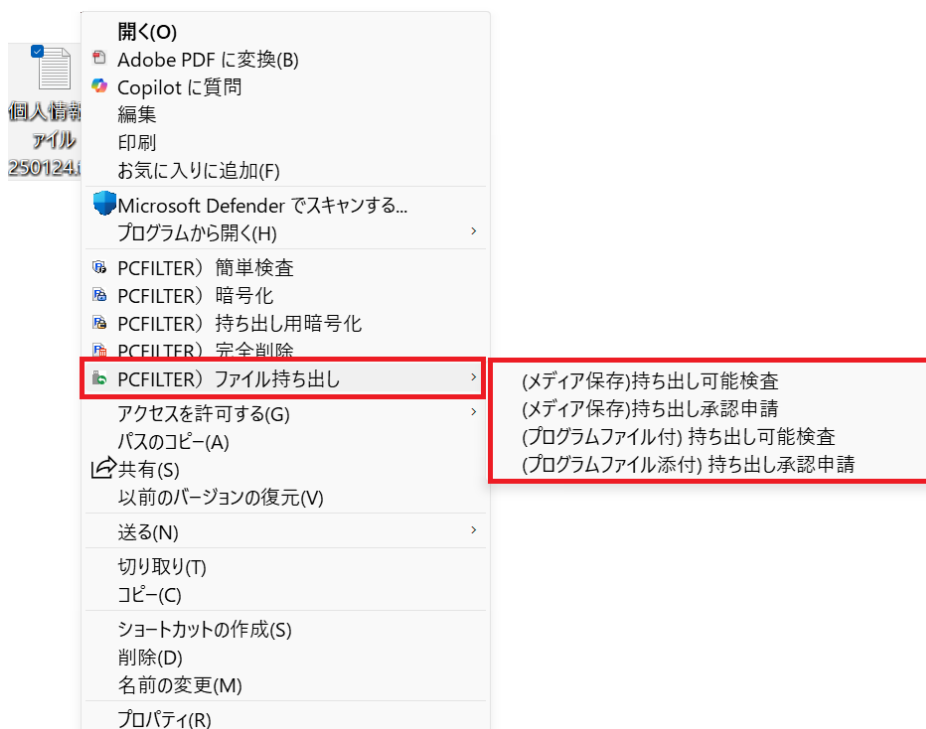 開く(O)
Adobe PDF に変換(B)
Copilot に質問
編集
印刷
お気に入りに追加(F)
個人情報
ァイル
250124.i
Microsoft Defender でスキャンする...
プログラムから開く(H)
PCFILTER）簡単検査
PCFILTER）暗号化
PCFILTER）持ち出し用暗号化
PCFILTER）完全削除
PCFILTER）ファイル持ち出し
(メディア保存)持ち出し可能検査
(メディア保存)持ち出し承認申請
(プログラムファイル付) 持ち出し可能検査
(プログラムファイル添付) 持ち出し承認申請
アクセスを許可する(G)
パスのコピー(A)
共有(S)
以前のバージョンの復元(V)
送る(N)
切り取り(T)
コピー(C)
ショートカットの作成(S)
削除(D)
名前の変更(M)
プロパティ(R)